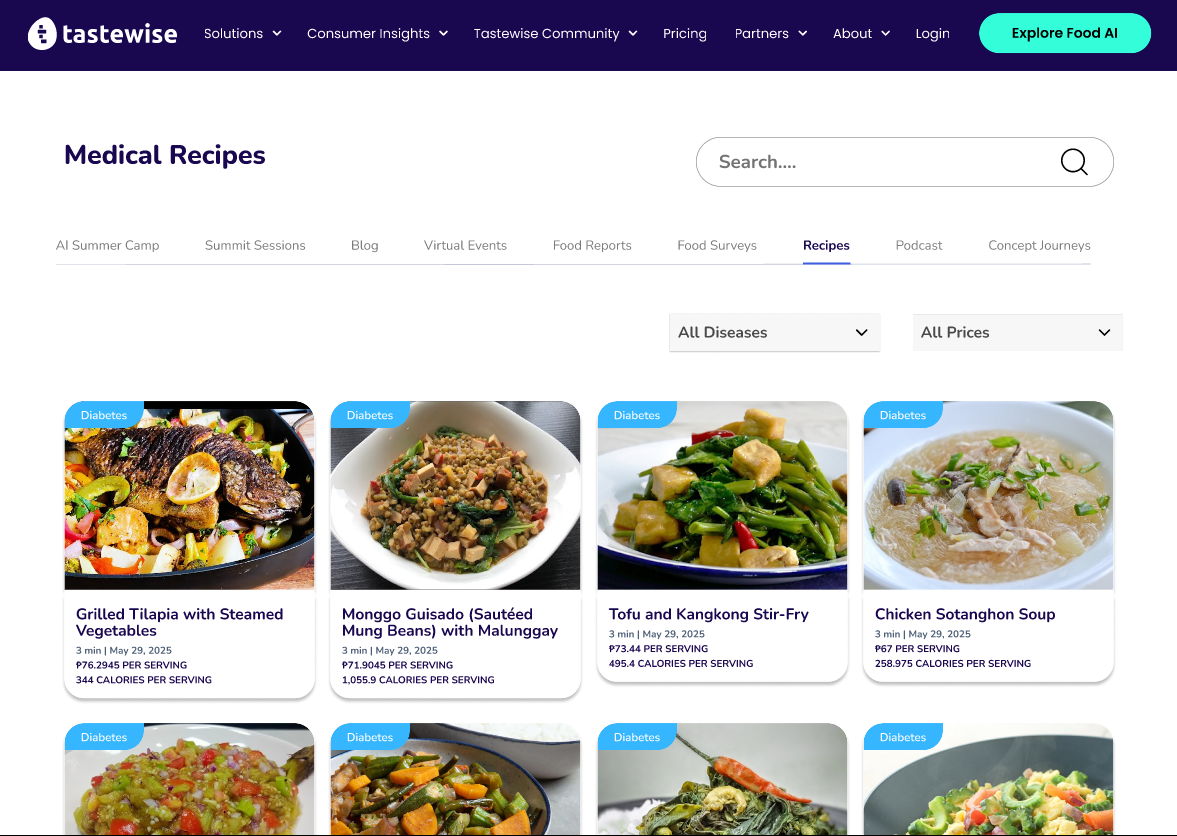 tastewise
Solutions
Consumer Insights
Tastewise Community
Pricing
Partners
About
Login
Explore Food AI
Medical Recipes
Search....
AI Summer Camp
Summit Sessions
Blog
Virtual Events
Food Reports
Food Surveys
Recipes
Podcast
Concept Journeys
All Diseases
All Prices
Diabetes
Grilled Tilapia with Steamed
Vegetables
3 min | May 29, 2025
₱76.2945 PER SERVING
344 CALORIES PER SERVING
Diabetes
Monggo Guisado (Sautéed
Mung Beans) with Malunggay
3 min | May 29, 2025
₱71.9045 PER SERVING
1,055.9 CALORIES PER SERVING
Diabetes
Tofu and Kangkong Stir-Fry
3 min | May 29, 2025
₱73.44 PER SERVING
495.4 CALORIES PER SERVING
Diabetes
Chicken Sotanghon Soup
3 min | May 29, 2025
₱67 PER SERVING
258.975 CALORIES PER SERVING
Diabetes
Diabetes
Diabetes
Diabetes